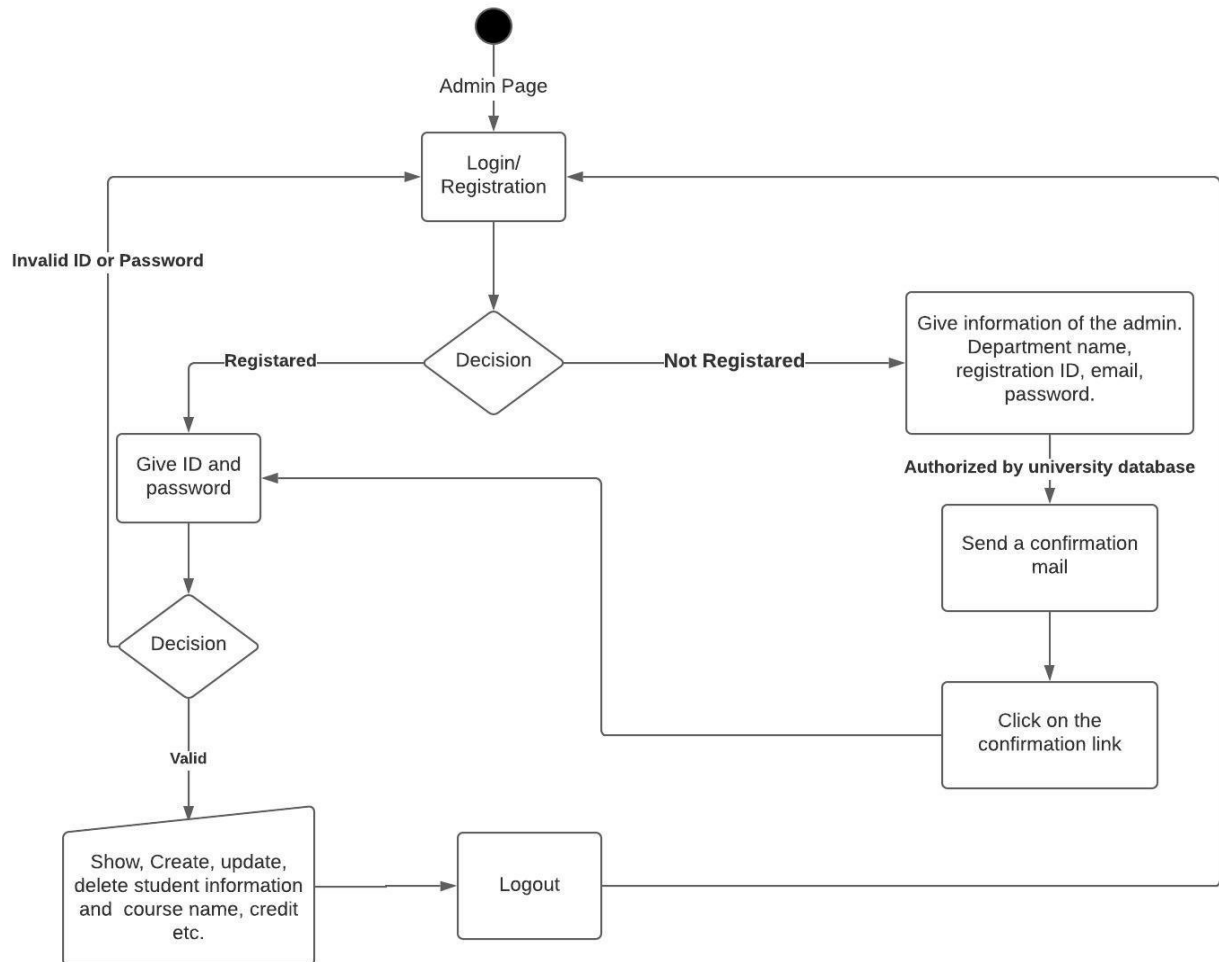 Admin Page
Login/
Registration
Invalid ID or Password
Registared
Decision
Not Registared
Give information of the admin.
Department name,
registration ID, email,
password.
Give ID and
password
Authorized by university database
Send a confirmation
mail
Decision
Click on the
confirmation link
Valid
Show, Create, update,
delete student information
and course name, credit
etc.
Logout